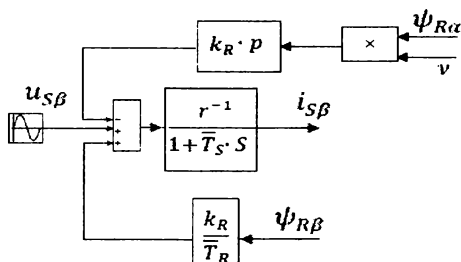 k_R · p
×
ψ_Rα
ν
u_Sβ
−
+
+
r⁻¹
1 + T̿_S · S
i_Sβ
k_R
T̿_R
ψ_Rβ